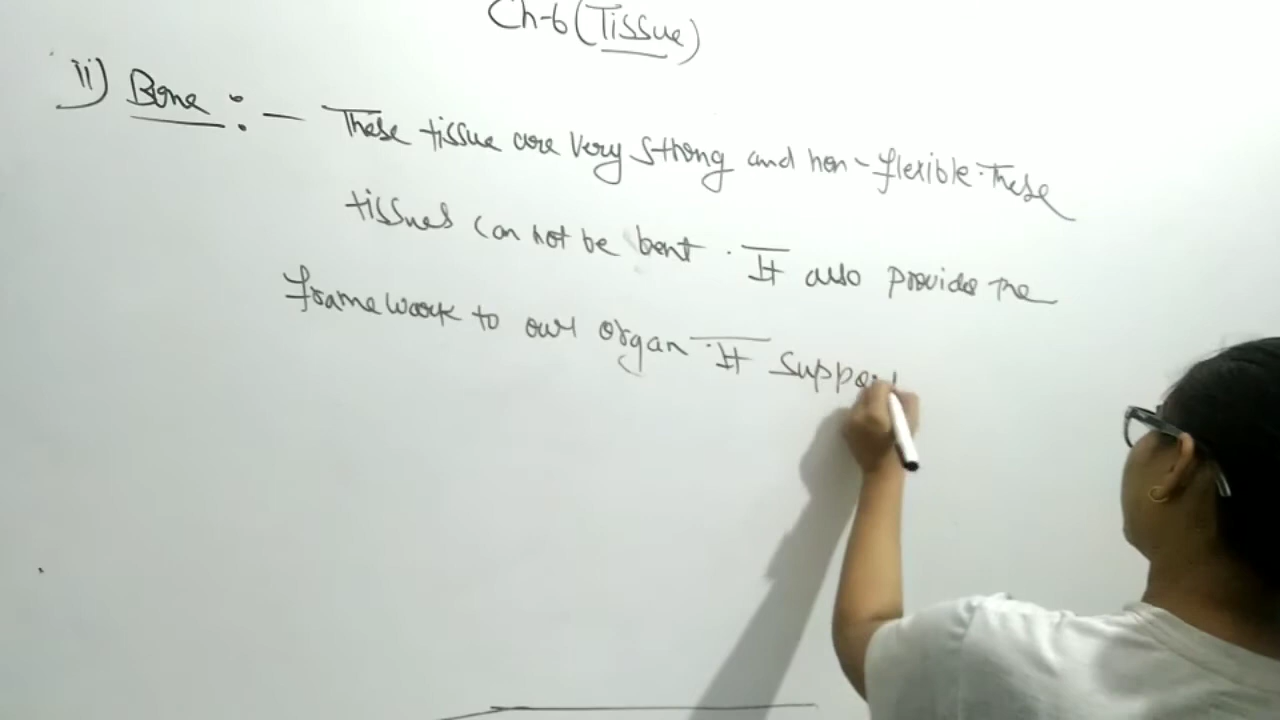 Ch-6 (Tissue)
ii) Bone :- These tissue are very strong and non-flexible. These
tissues can not be bent. It also provide the
framework to our organ. It suppor